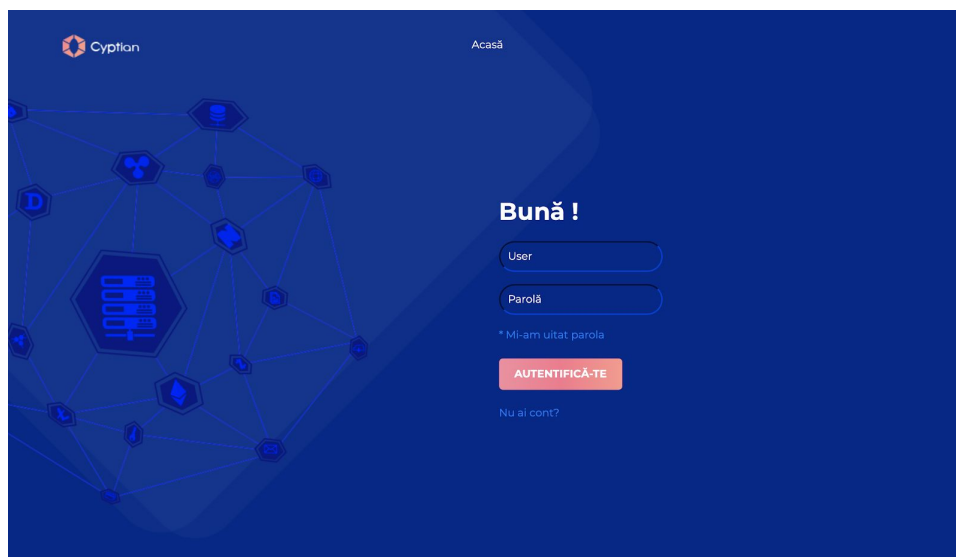 Cyptian
Acasă
Bună !
User
Parolă
* Mi-am uitat parola
AUTENTIFICĂ-TE
Nu ai cont?